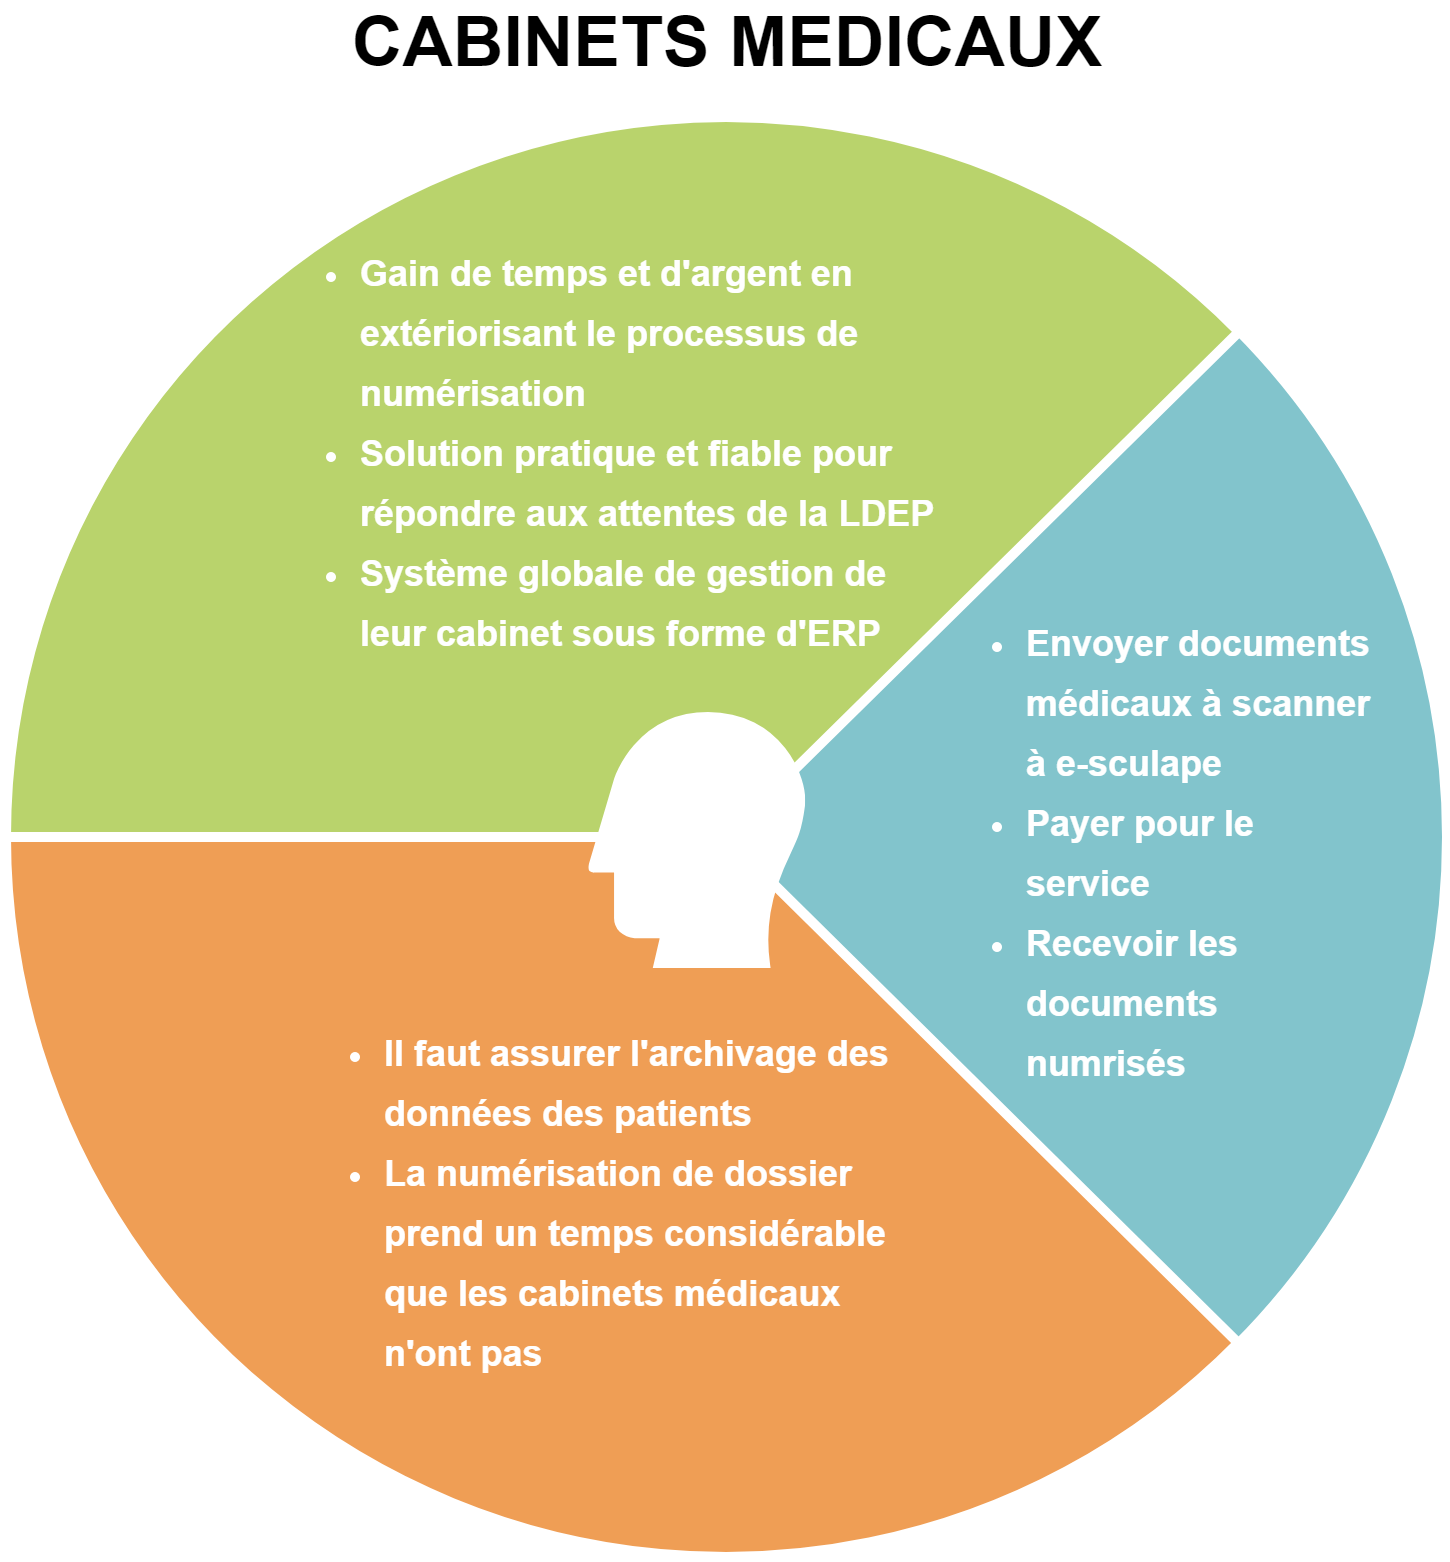 CABINETS MEDICAUX
• Gain de temps et d'argent en
extériorisant le processus de
numérisation
• Solution pratique et fiable pour
répondre aux attentes de la LDEP
• Système globale de gestion de
leur cabinet sous forme d'ERP
• Envoyer documents
médicaux à scanner
à e-sculape
• Payer pour le
service
• Recevoir les
documents
numrisés
• Il faut assurer l'archivage des
données des patients
• La numérisation de dossier
prend un temps considérable
que les cabinets médicaux
n'ont pas